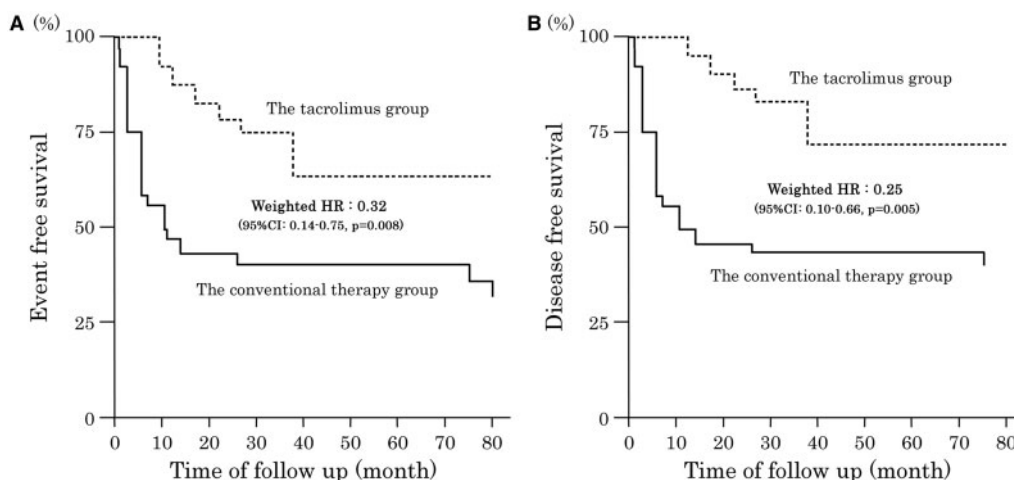 A (%)
100
75
50
25
0
Event free suvival
The tacrolimus group
Weighted HR : 0.32
(95%CI: 0.14-0.75, p=0.008)
The conventional therapy group
0 10 20 30 40 50 60 70 80
Time of follow up (month)
B (%)
100
75
50
25
0
Disease free suvival
The tacrolimus group
Weighted HR : 0.25
(95%CI: 0.10-0.66, p=0.005)
The conventional therapy group
0 10 20 30 40 50 60 70 80
Time of follow up (month)